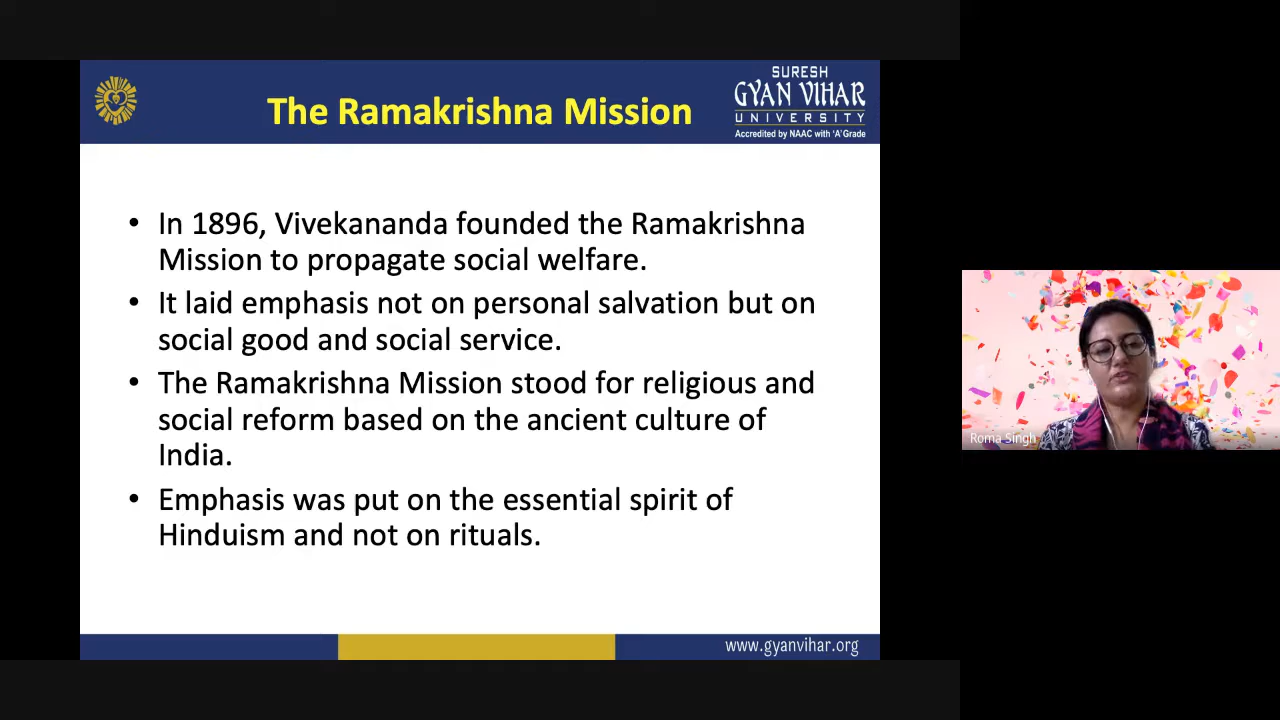 The Ramakrishna Mission
SURESH
GYAN VIHAR
UNIVERSITY
Accredited by NAAC with 'A' Grade
• In 1896, Vivekananda founded the Ramakrishna
Mission to propagate social welfare.
• It laid emphasis not on personal salvation but on
social good and social service.
• The Ramakrishna Mission stood for religious and
social reform based on the ancient culture of
India.
• Emphasis was put on the essential spirit of
Hinduism and not on rituals.
www.gyanvihar.org
Roma Singh